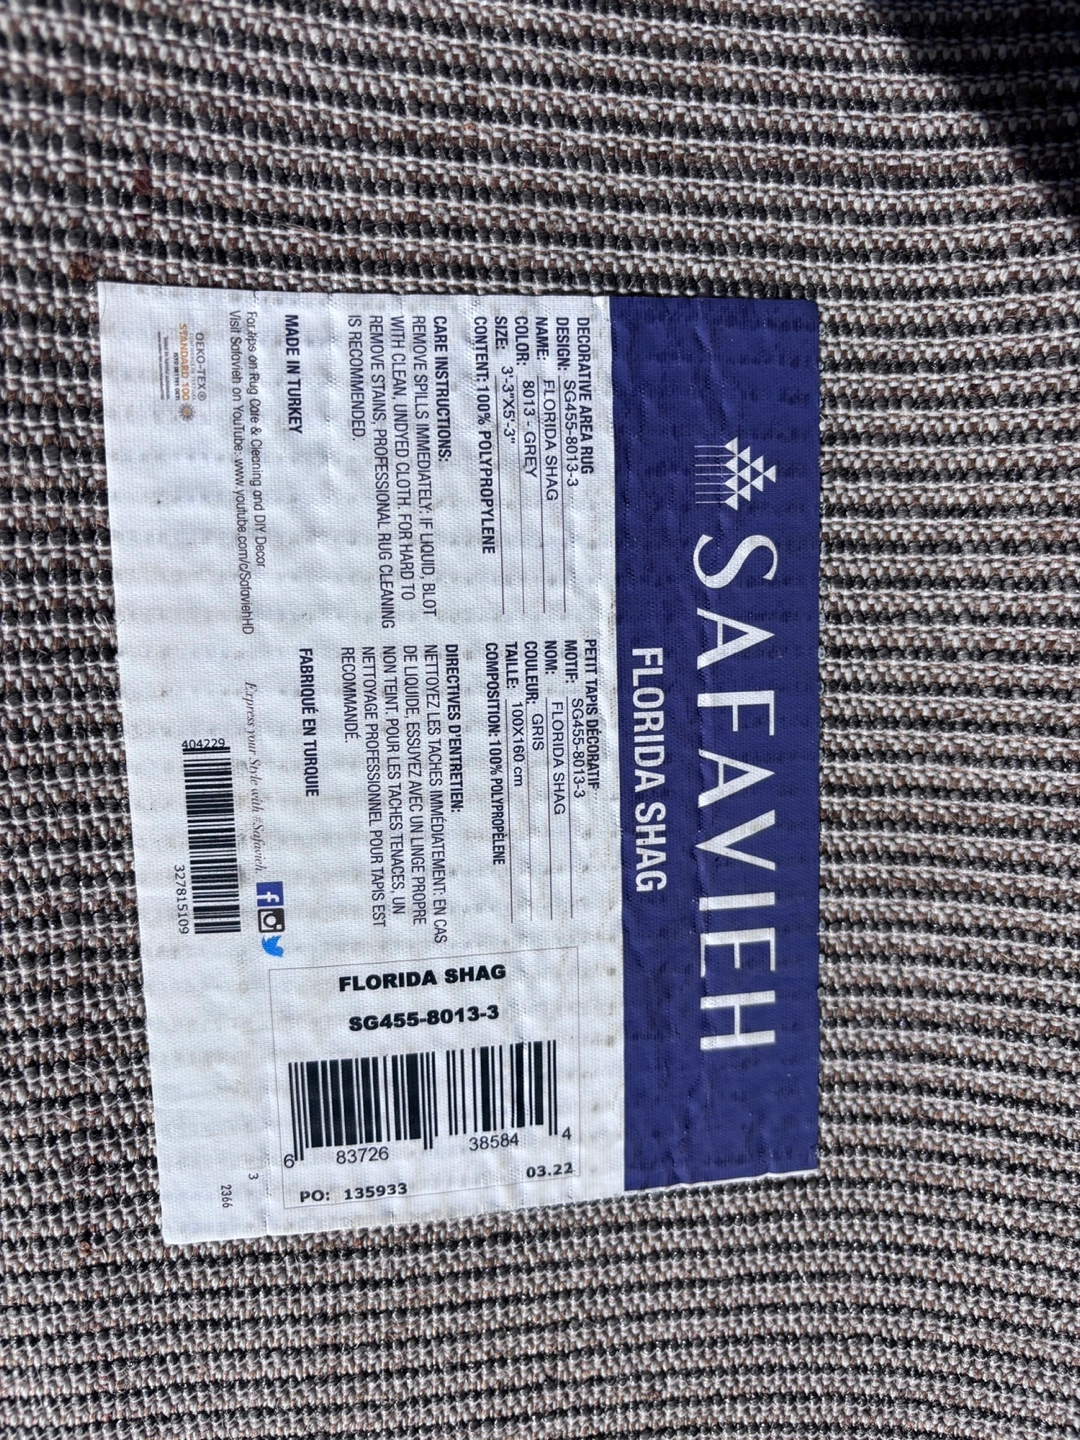 SAFAVIEH
FLORIDA SHAG
DECORATIVE AREA RUG
DESIGN: SG455-8013-3
NAME: FLORIDA SHAG
COLOR: 8013 - GREY
SIZE: 3'-3"X5'-3"
CONTENT: 100% POLYPROPYLENE
CARE INSTRUCTIONS:
REMOVE SPILLS IMMEDIATELY: IF LIQUID, BLOT
WITH CLEAN, UNDYED CLOTH. FOR HARD TO
REMOVE STAINS, PROFESSIONAL RUG CLEANING
IS RECOMMENDED.
MADE IN TURKEY
PETIT TAPIS DÉCORATIF
MOTIF: SG455-8013-3
NOM: FLORIDA SHAG
COULEUR: GRIS
TAILLE: 100X160 cm
COMPOSITION: 100% POLYPROPÈLENE
DIRECTIVES D'ENTRETIEN:
NETTOYEZ LES TACHES IMMÉDIATEMENT: EN CAS
DE LIQUIDE, ESSUYEZ AVEC UN LINGE PROPRE
NON TEINT. POUR LES TACHES TENACES, UN
NETTOYAGE PROFESSIONNEL POUR TAPIS EST
RECOMMANDÉ.
FABRIQUÉ EN TURQUIE
FLORIDA SHAG
SG455-8013-3
6 83726 38584 4
03.22
PO: 135933
For tips on Rug Care & Cleaning and DIY Decor
Visit Safavieh on YouTube: www.youtube.com/c/SafaviehHD
Express your Style with #Safavieh
OEKO-TEX®
STANDARD 100
404229
327815109
3
2366